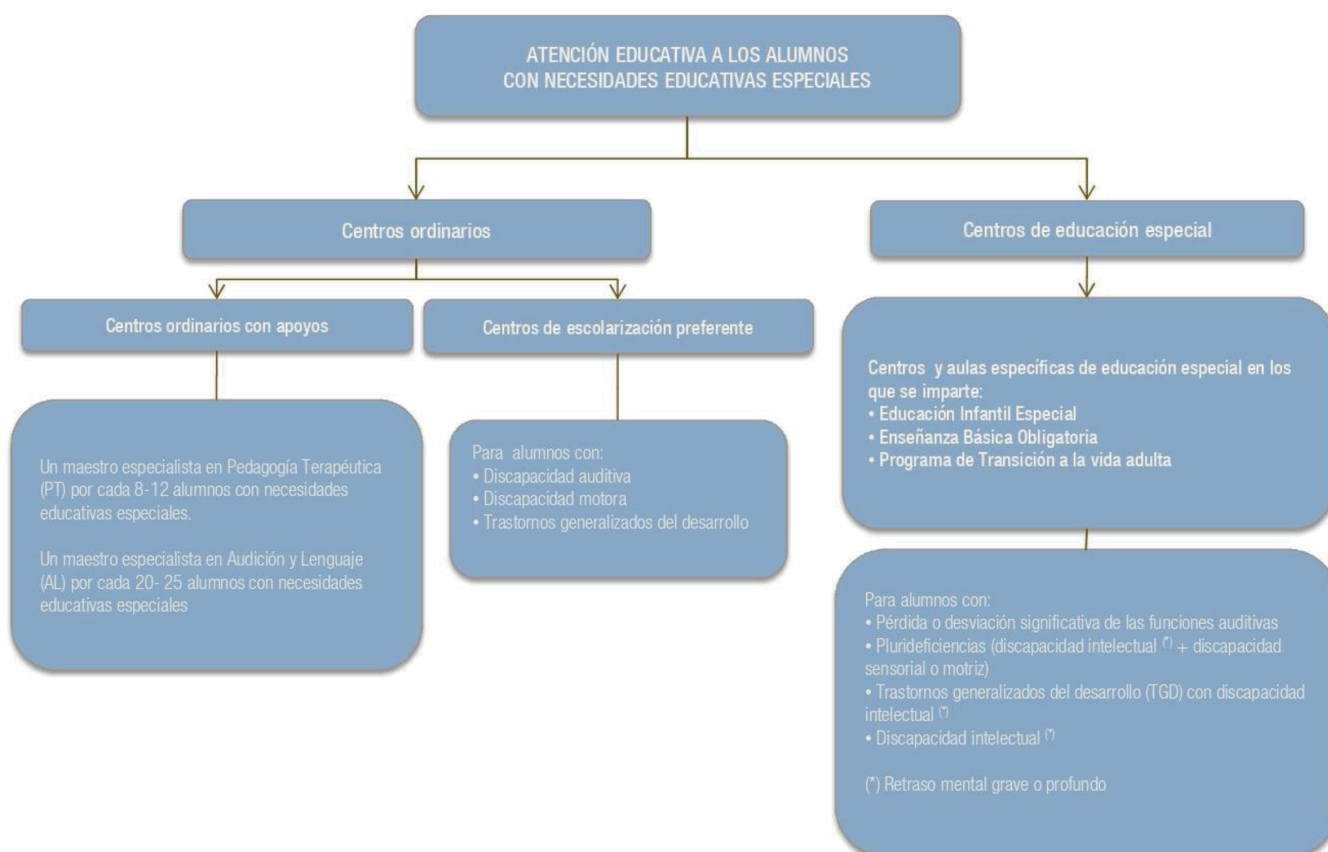 ATENCIÓN EDUCATIVA A LOS ALUMNOS
CON NECESIDADES EDUCATIVAS ESPECIALES
Centros ordinarios
Centros de educación especial
Centros ordinarios con apoyos
Centros de escolarización preferente
Un maestro especialista en Pedagogía Terapéutica
(PT) por cada 8-12 alumnos con necesidades
educativas especiales.
Un maestro especialista en Audición y Lenguaje
(AL) por cada 20- 25 alumnos con necesidades
educativas especiales
Para alumnos con:
• Discapacidad auditiva
• Discapacidad motora
• Trastornos generalizados del desarrollo
Centros y aulas específicas de educación especial en los
que se imparte:
• Educación Infantil Especial
• Enseñanza Básica Obligatoria
• Programa de Transición a la vida adulta
Para alumnos con:
• Pérdida o desviación significativa de las funciones auditivas
• Plurideficiencias (discapacidad intelectual (*) + discapacidad
sensorial o motriz)
• Trastornos generalizados del desarrollo (TGD) con discapacidad
intelectual (*)
• Discapacidad intelectual (*)
(*) Retraso mental grave o profundo